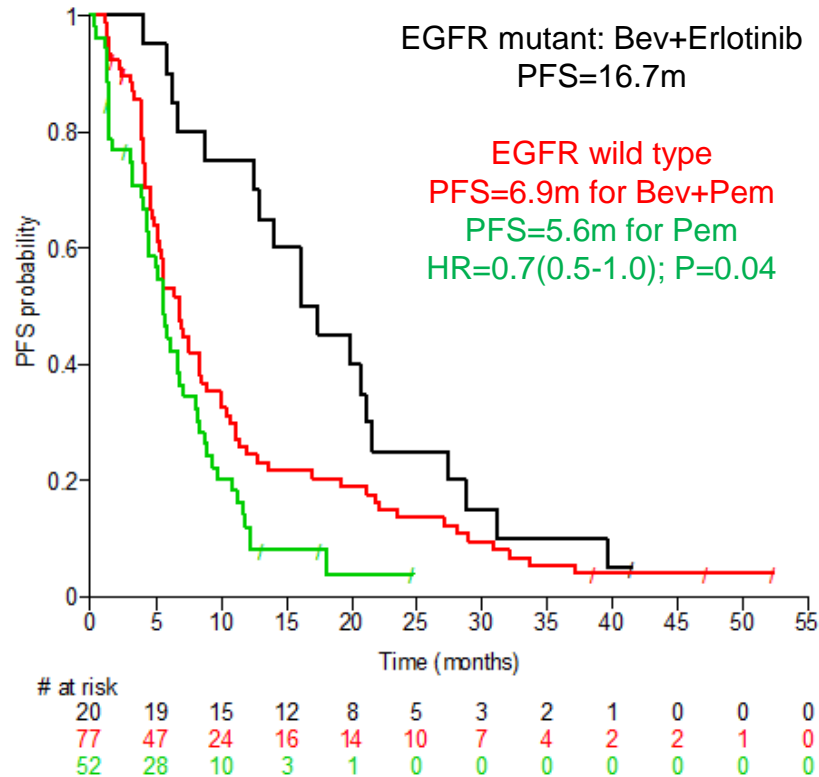 EGFR mutant: Bev+Erlotinib
PFS=16.7m
EGFR wild type
PFS=6.9m for Bev+Pem
PFS=5.6m for Pem
HR=0.7(0.5-1.0); P=0.04
PFS probability
1
0.8
0.6
0.4
0.2
0
0 5 10 15 20 25 30 35 40 45 50 55
Time (months)
# at risk
20 19 15 12 8 5 3 2 1 0 0 0
77 47 24 16 14 10 7 4 2 2 1 0
52 28 10 3 1 0 0 0 0 0 0 0